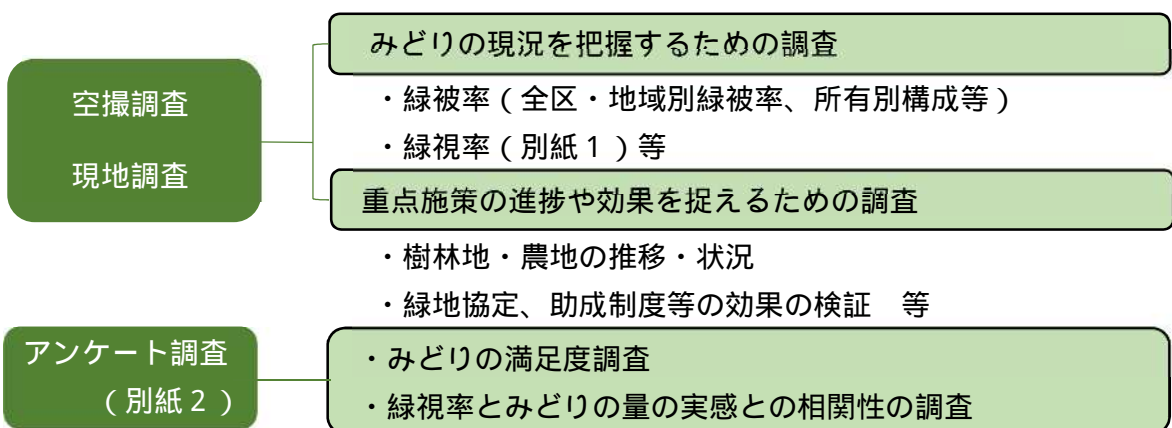 空撮調査
現地調査
みどりの現況を把握するための調査
・緑被率(全区・地域別緑被率、所有別構成等)
・緑視率(別紙1)等
重点施策の進捗や効果を捉えるための調査
・樹林地・農地の推移・状況
・緑地協定、助成制度等の効果の検証 等
アンケート調査
(別紙2)
・みどりの満足度調査
・緑視率とみどりの量の実感との相関性の調査